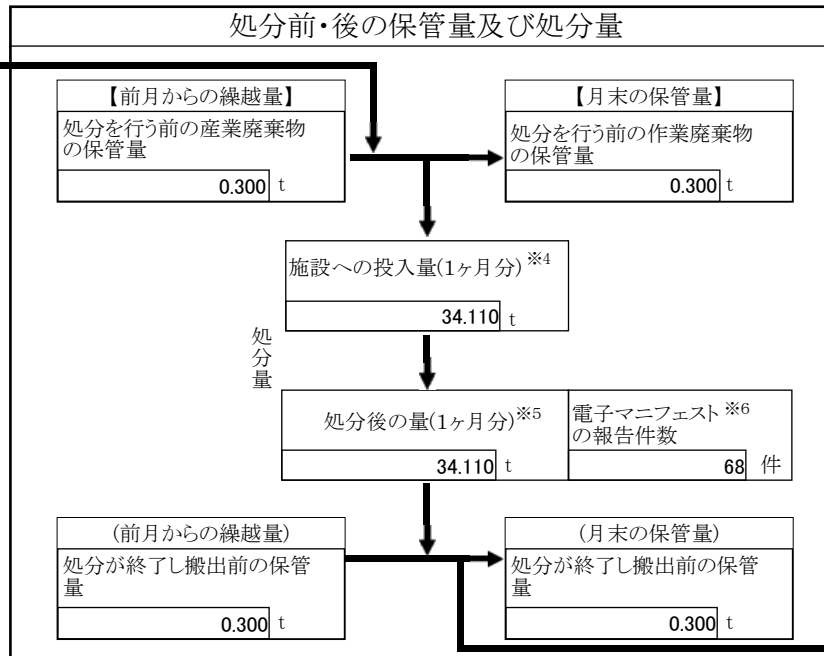 処分前・後の保管量及び処分量
【前月からの繰越量】
処分を行う前の産業廃棄物
の保管量
0.300 t
【月末の保管量】
処分を行う前の作業廃棄物
の保管量
0.300 t
施設への投入量(1ヶ月分)※4
34.110 t
処分量
処分後の量(1ヶ月分)※5
34.110 t
電子マニフェスト※6
の報告件数
68 件
(前月からの繰越量)
処分が終了し搬出前の保管
量
0.300 t
(月末の保管量)
処分が終了し搬出前の保管
量
0.300 t